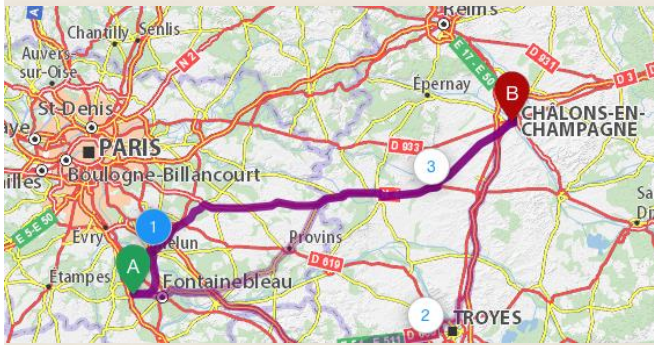 Reims
Chantilly
Senlis
A
N 2
E 17 - E 50
D 931
D 3
Auvers-
sur-Oise
Épernay
B
St-Denis
CHÂLONS-EN-
CHAMPAGNE
PARIS
D 933
Boulogne-Billancourt
3
E 5-E 50
Évry
1
Provins
D 619
Étampes
A
Fontainebleau
2
TROYES